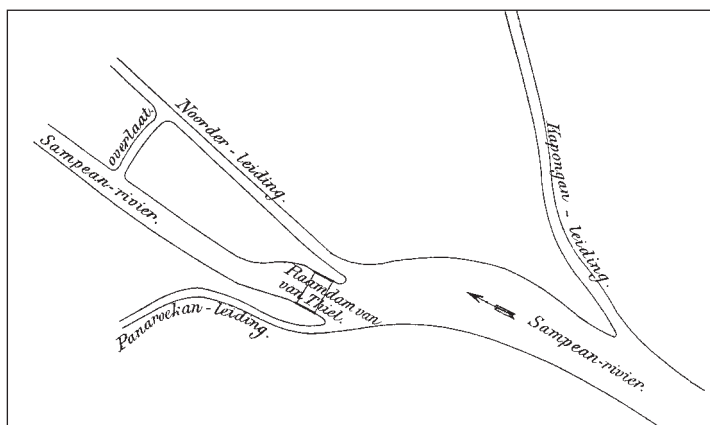 Noorder-leiding.
overlaat.
Sampean-rivier.
Kapongan-leiding.
Raamdam van
van Thiel.
Panaroekan-leiding.
Sampean-rivier.